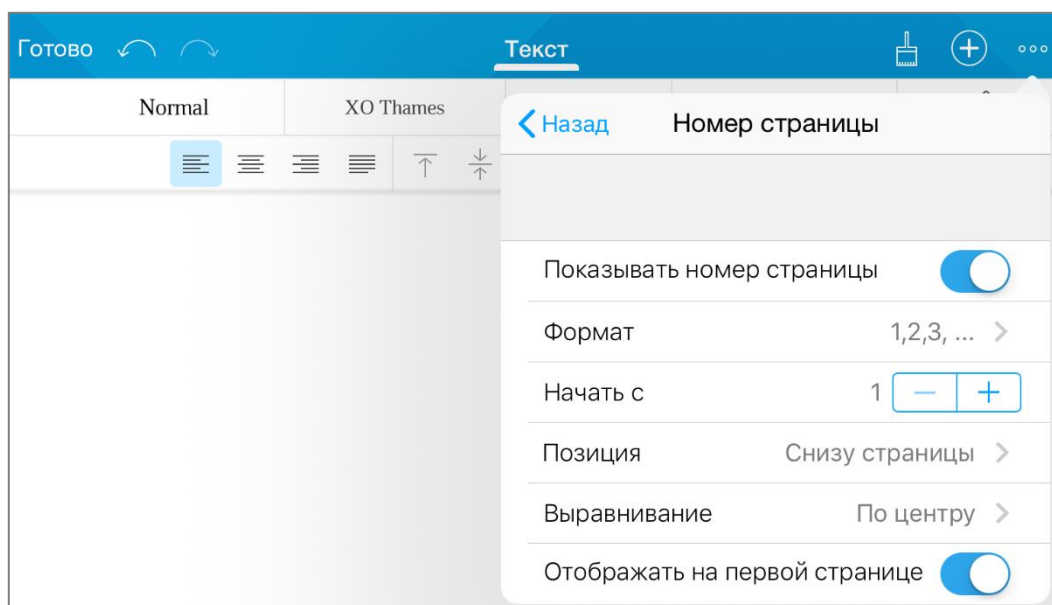 Готово Текст
Normal XO Thames
Назад Номер страницы
Показывать номер страницы
Формат 1,2,3, ...
Начать с 1
Позиция Снизу страницы
Выравнивание По центру
Отображать на первой странице